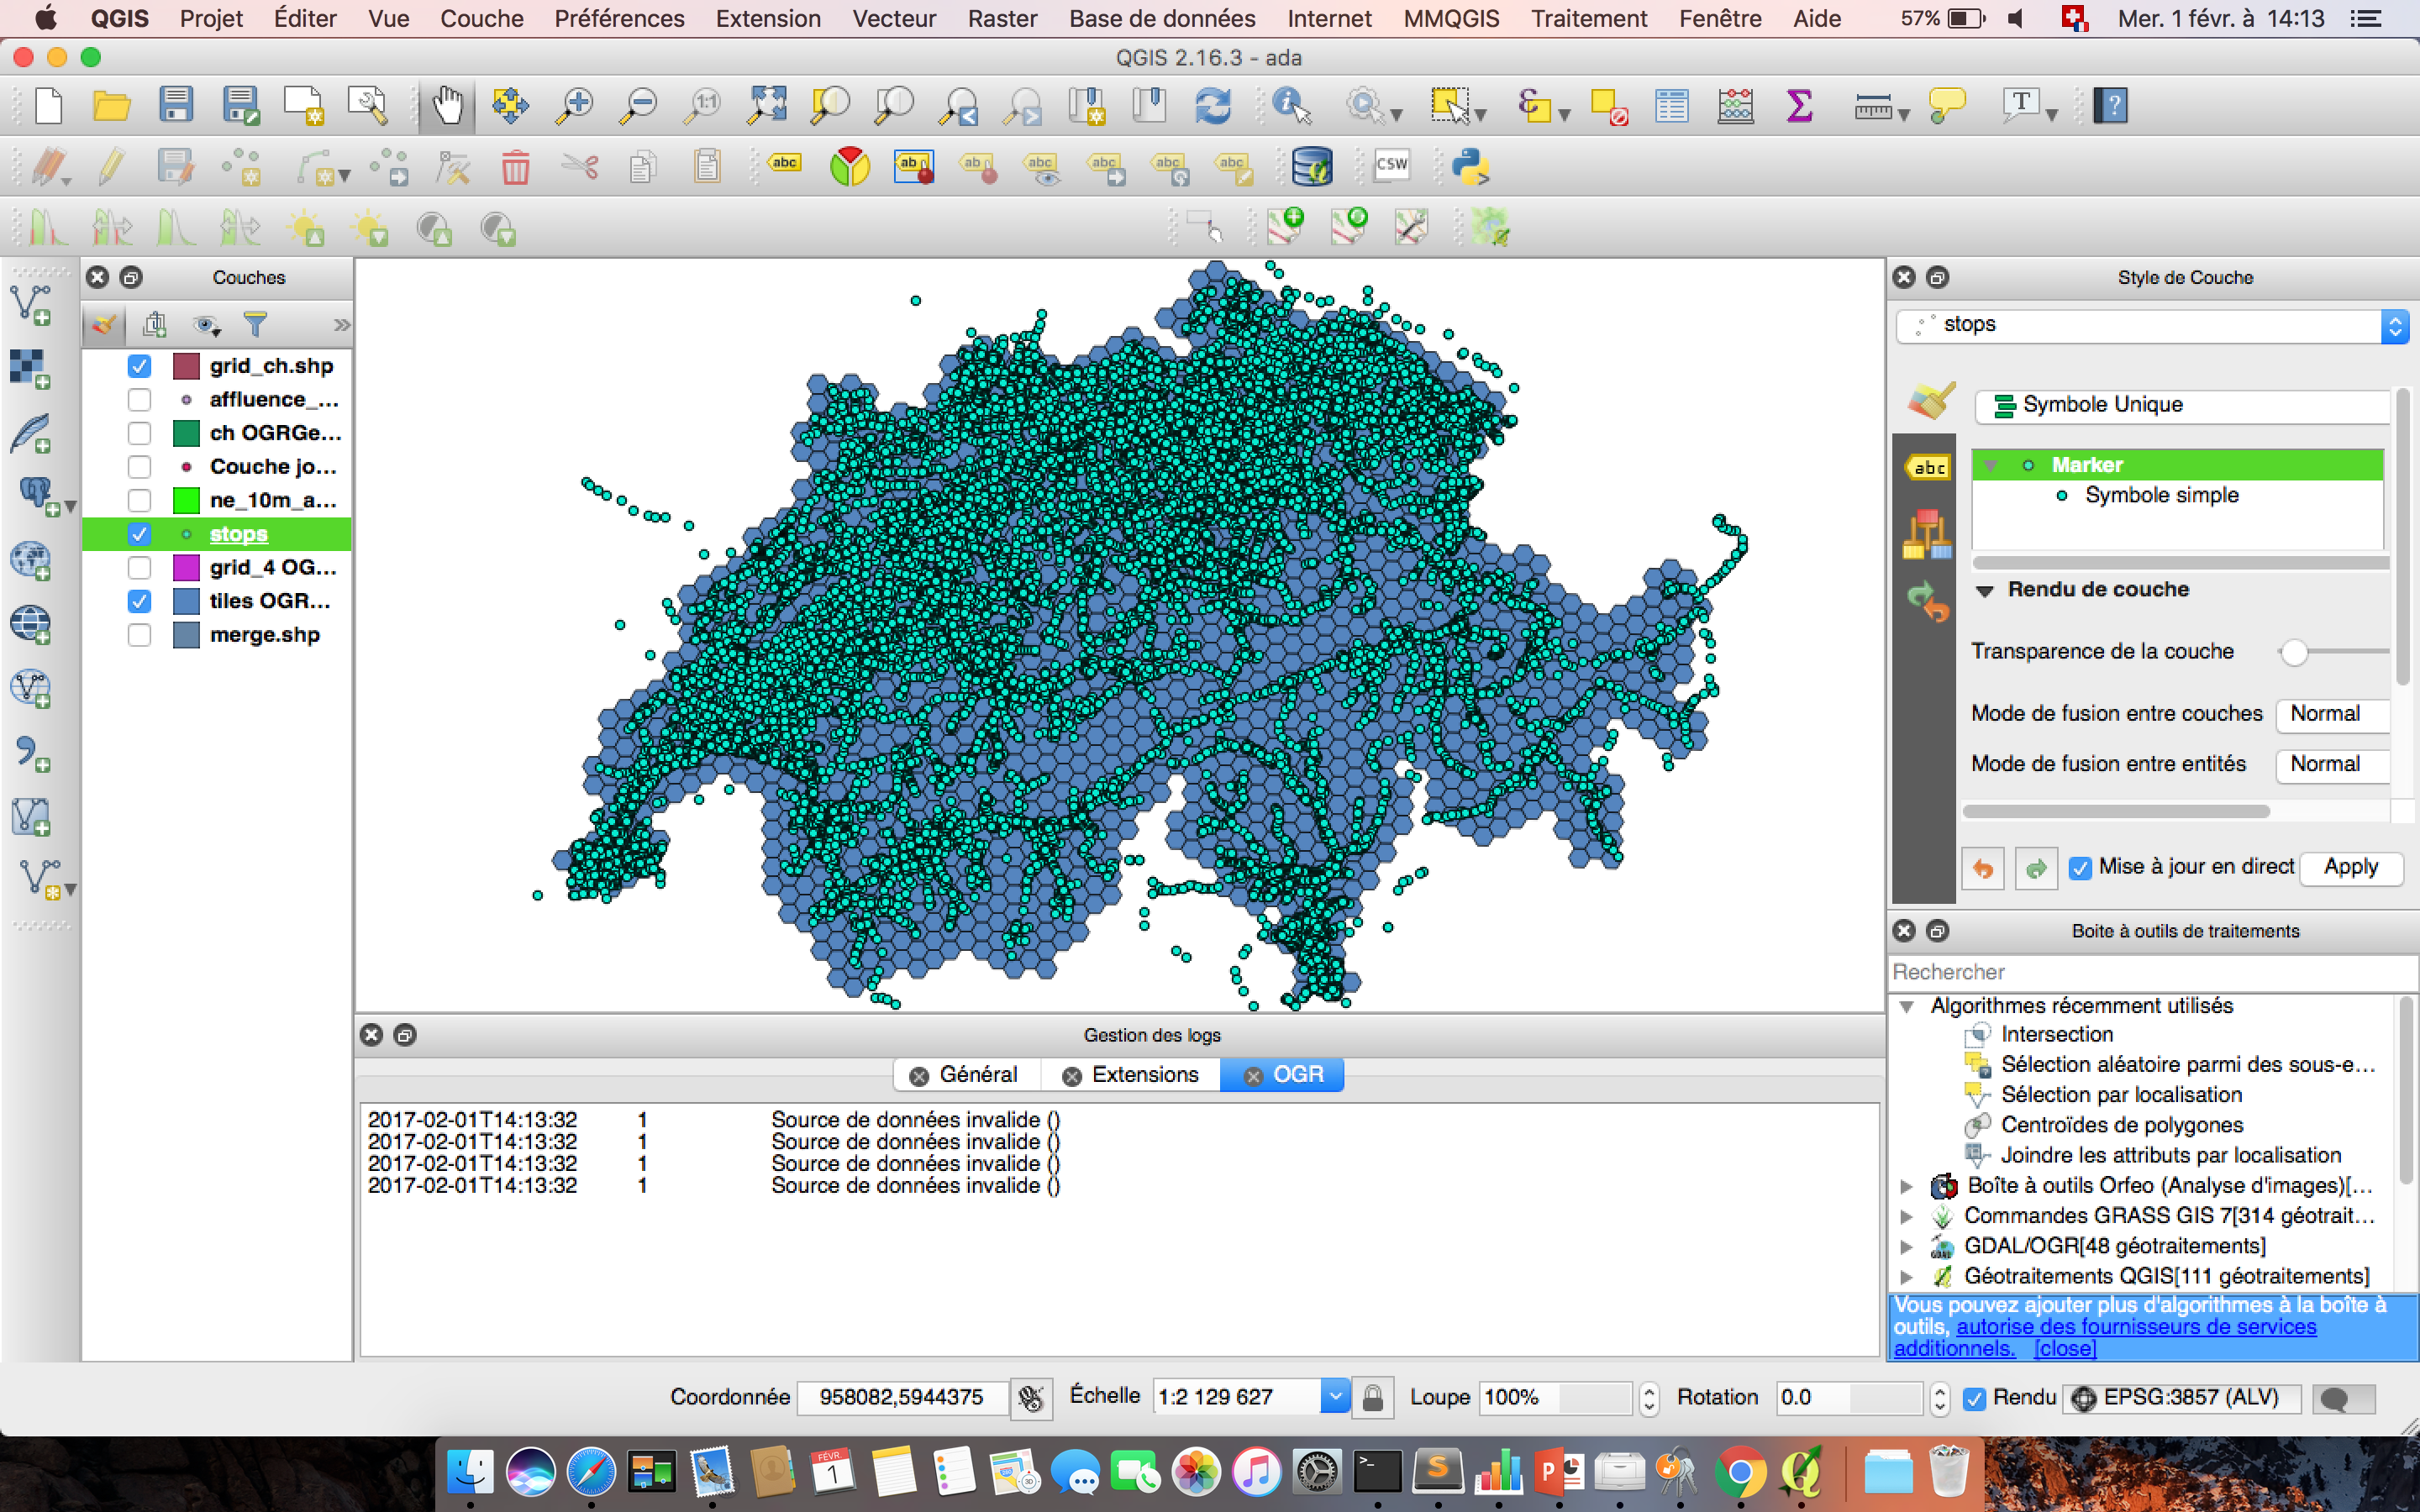 QGIS Projet Éditer Vue Couche Préférences Extension Vecteur Raster Base de données Internet MMQGIS Traitement Fenêtre Aide 57% Mer. 1 févr. à 14:13
QGIS 2.16.3 - ada
1:1
T
?
abc
ab
ab
abc
abc
abc
abc
CSW
Couches
grid_ch.shp
affluence_...
ch OGRGe...
Couche jo...
ne_10m_a...
stops
grid_4 OG...
tiles OGR...
merge.shp
Style de Couche
stops
Symbole Unique
abc
Marker
Symbole simple
Rendu de couche
Transparence de la couche
Mode de fusion entre couches Normal
Mode de fusion entre entités Normal
Mise à jour en direct Apply
Boite à outils de traitements
Rechercher
Algorithmes récemment utilisés
Intersection
Sélection aléatoire parmi des sous-e...
Sélection par localisation
Centroïdes de polygones
Joindre les attributs par localisation
Boîte à outils Orfeo (Analyse d'images)[...
Commandes GRASS GIS 7[314 géotrait...
GDAL/OGR[48 géotraitements]
Géotraitements QGIS[111 géotraitements]
Vous pouvez ajouter plus d'algorithmes à la boîte à
outils, autorise des fournisseurs de services
additionnels. [close]
Gestion des logs
Général Extensions OGR
2017-02-01T14:13:32 1 Source de données invalide ()
2017-02-01T14:13:32 1 Source de données invalide ()
2017-02-01T14:13:32 1 Source de données invalide ()
2017-02-01T14:13:32 1 Source de données invalide ()
Coordonnée 958082,5944375 Échelle 1:2 129 627 Loupe 100% Rotation 0.0 Rendu EPSG:3857 (ALV)
FÉVR.
1
S
P